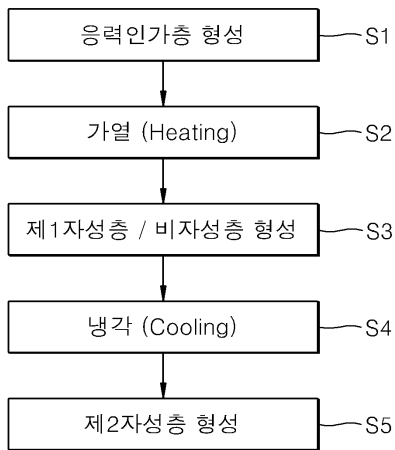 응력인가층 형성 S1
가열 (Heating) S2
제1자성층 / 비자성층 형성 S3
냉각 (Cooling) S4
제2자성층 형성 S5